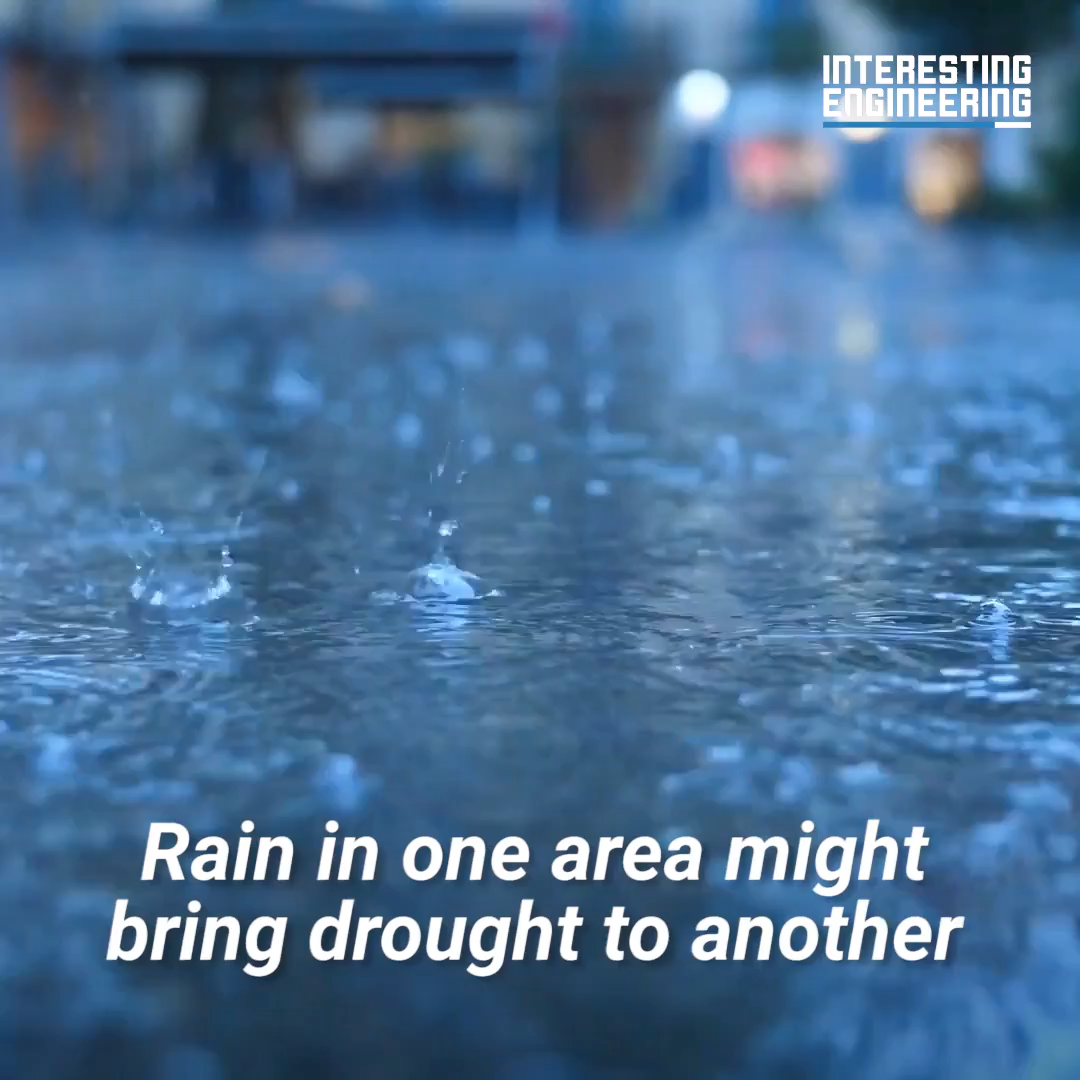 INTERESTING
ENGINEERING
Rain in one area might
bring drought to another